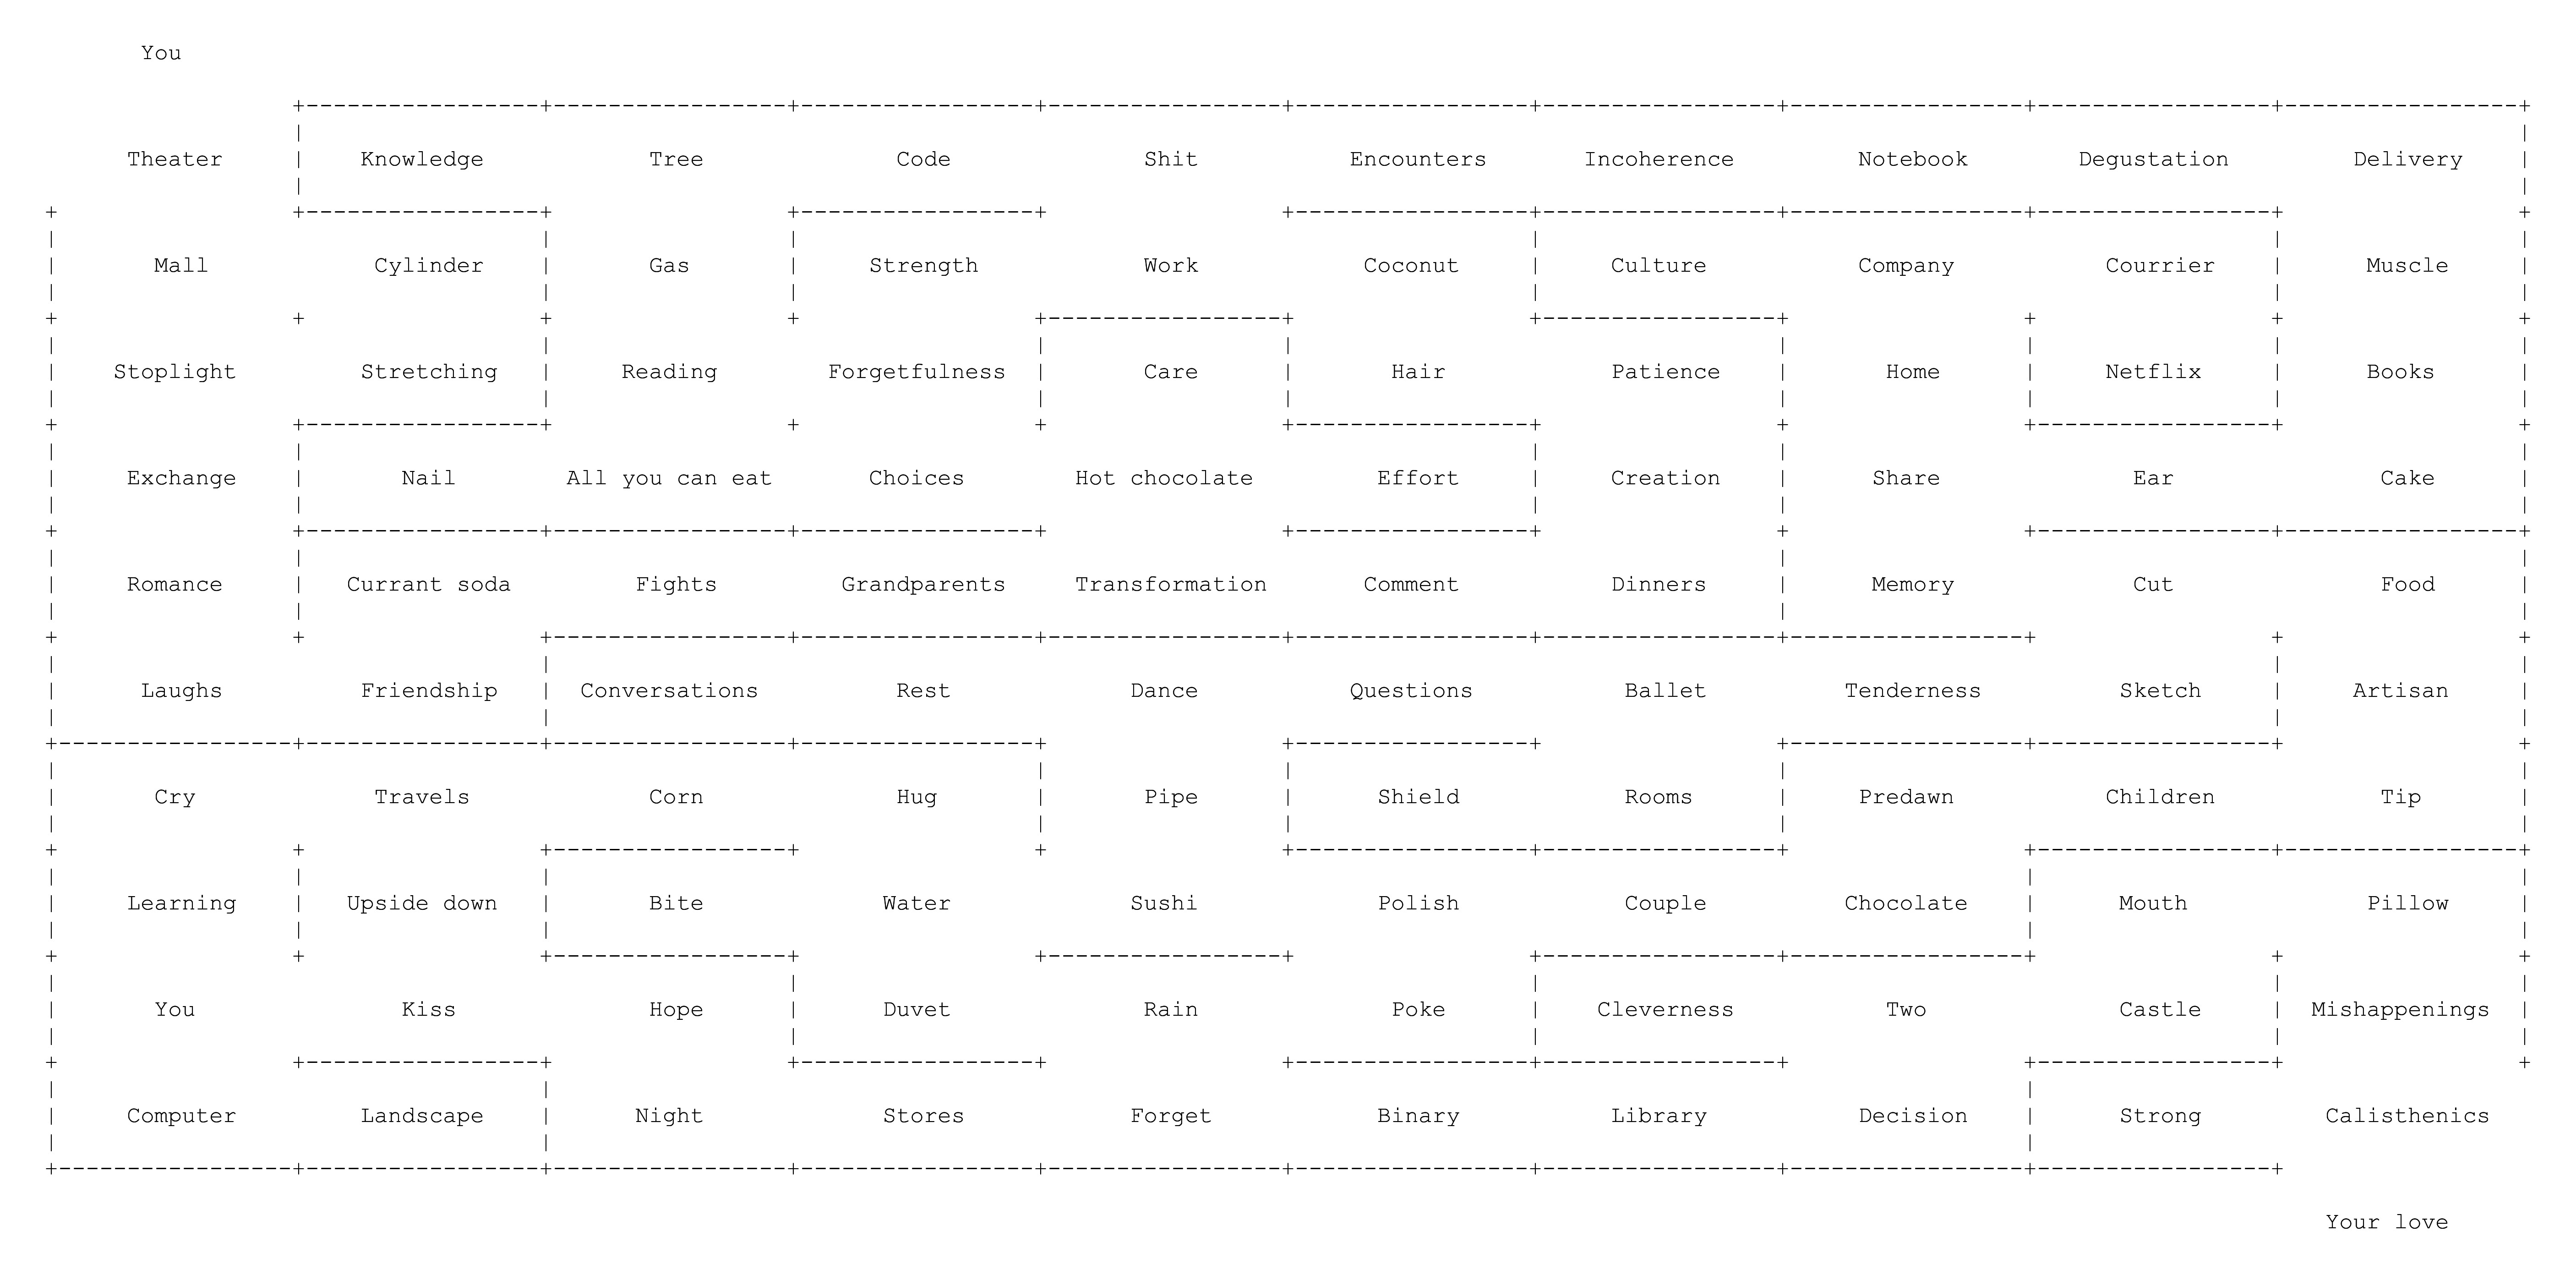 You
Theater Knowledge Tree Code Shit Encounters Incoherence Notebook Degustation Delivery
Mall Cylinder Gas Strength Work Coconut Culture Company Courrier Muscle
Stoplight Stretching Reading Forgetfulness Care Hair Patience Home Netflix Books
Exchange Nail All you can eat Choices Hot chocolate Effort Creation Share Ear Cake
Romance Currant soda Fights Grandparents Transformation Comment Dinners Memory Cut Food
Laughs Friendship Conversations Rest Dance Questions Ballet Tenderness Sketch Artisan
Cry Travels Corn Hug Pipe Shield Rooms Predawn Children Tip
Learning Upside down Bite Water Sushi Polish Couple Chocolate Mouth Pillow
You Kiss Hope Duvet Rain Poke Cleverness Two Castle Mishappenings
Computer Landscape Night Stores Forget Binary Library Decision Strong Calisthenics
Your love